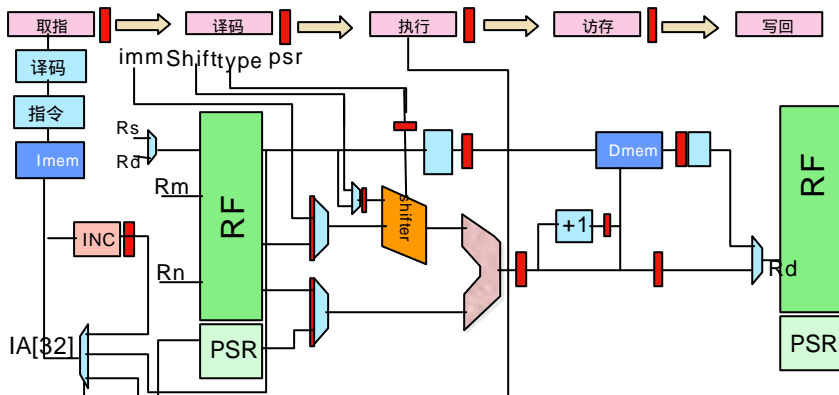 取指
译码
执行
访存
写回
imm
Shift
type
psr
译码
指令
Imem
Rs
Rd
Rm
Rn
RF
shifter
Dmem
RF
INC
+1
Rd
IA[32]
PSR
PSR